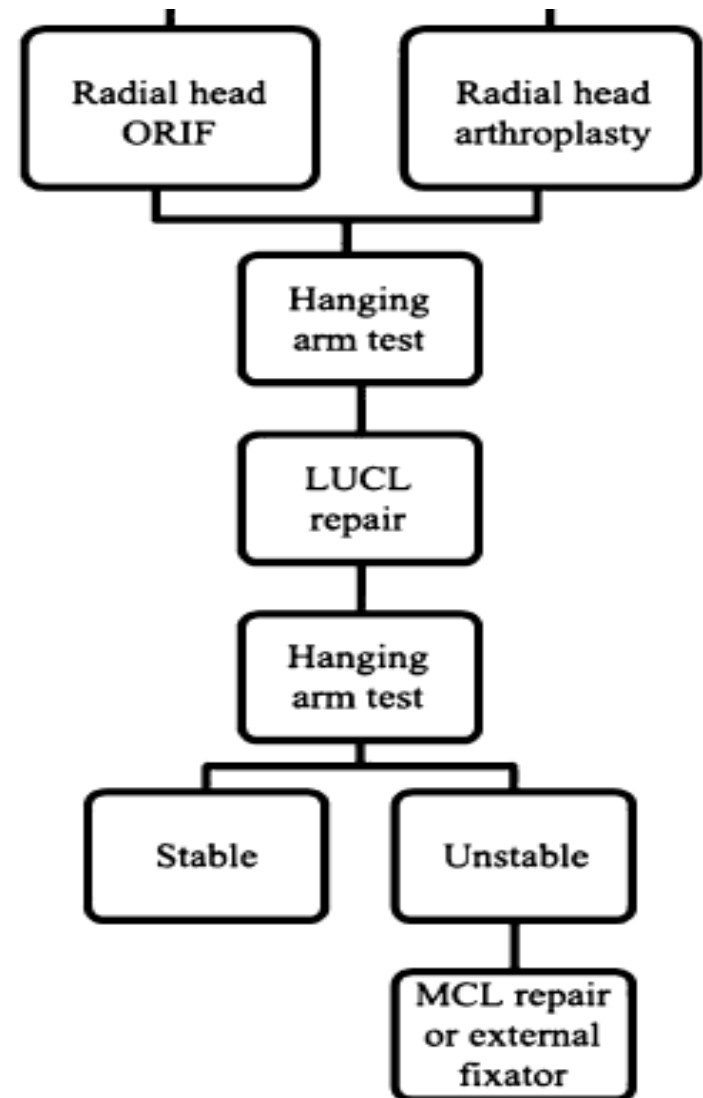 Radial head
ORIF
Radial head
arthroplasty
Hanging
arm test
LUCL
repair
Hanging
arm test
Stable
Unstable
MCL repair
or external
fixator